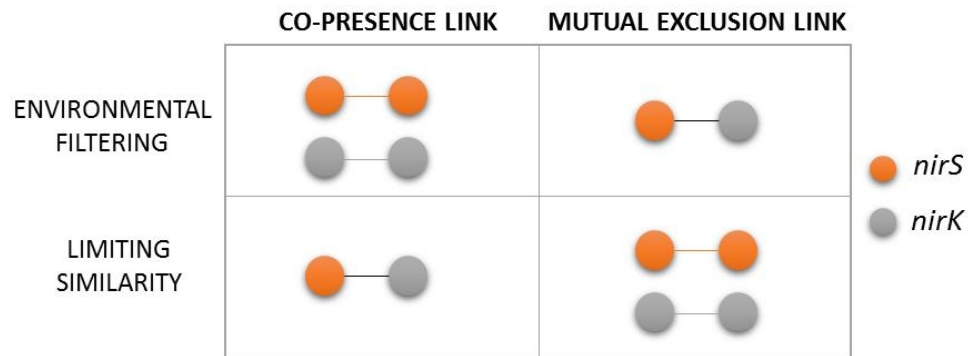 CO-PRESENCE LINK
MUTUAL EXCLUSION LINK
ENVIRONMENTAL
FILTERING
LIMITING
SIMILARITY
nirS
nirK